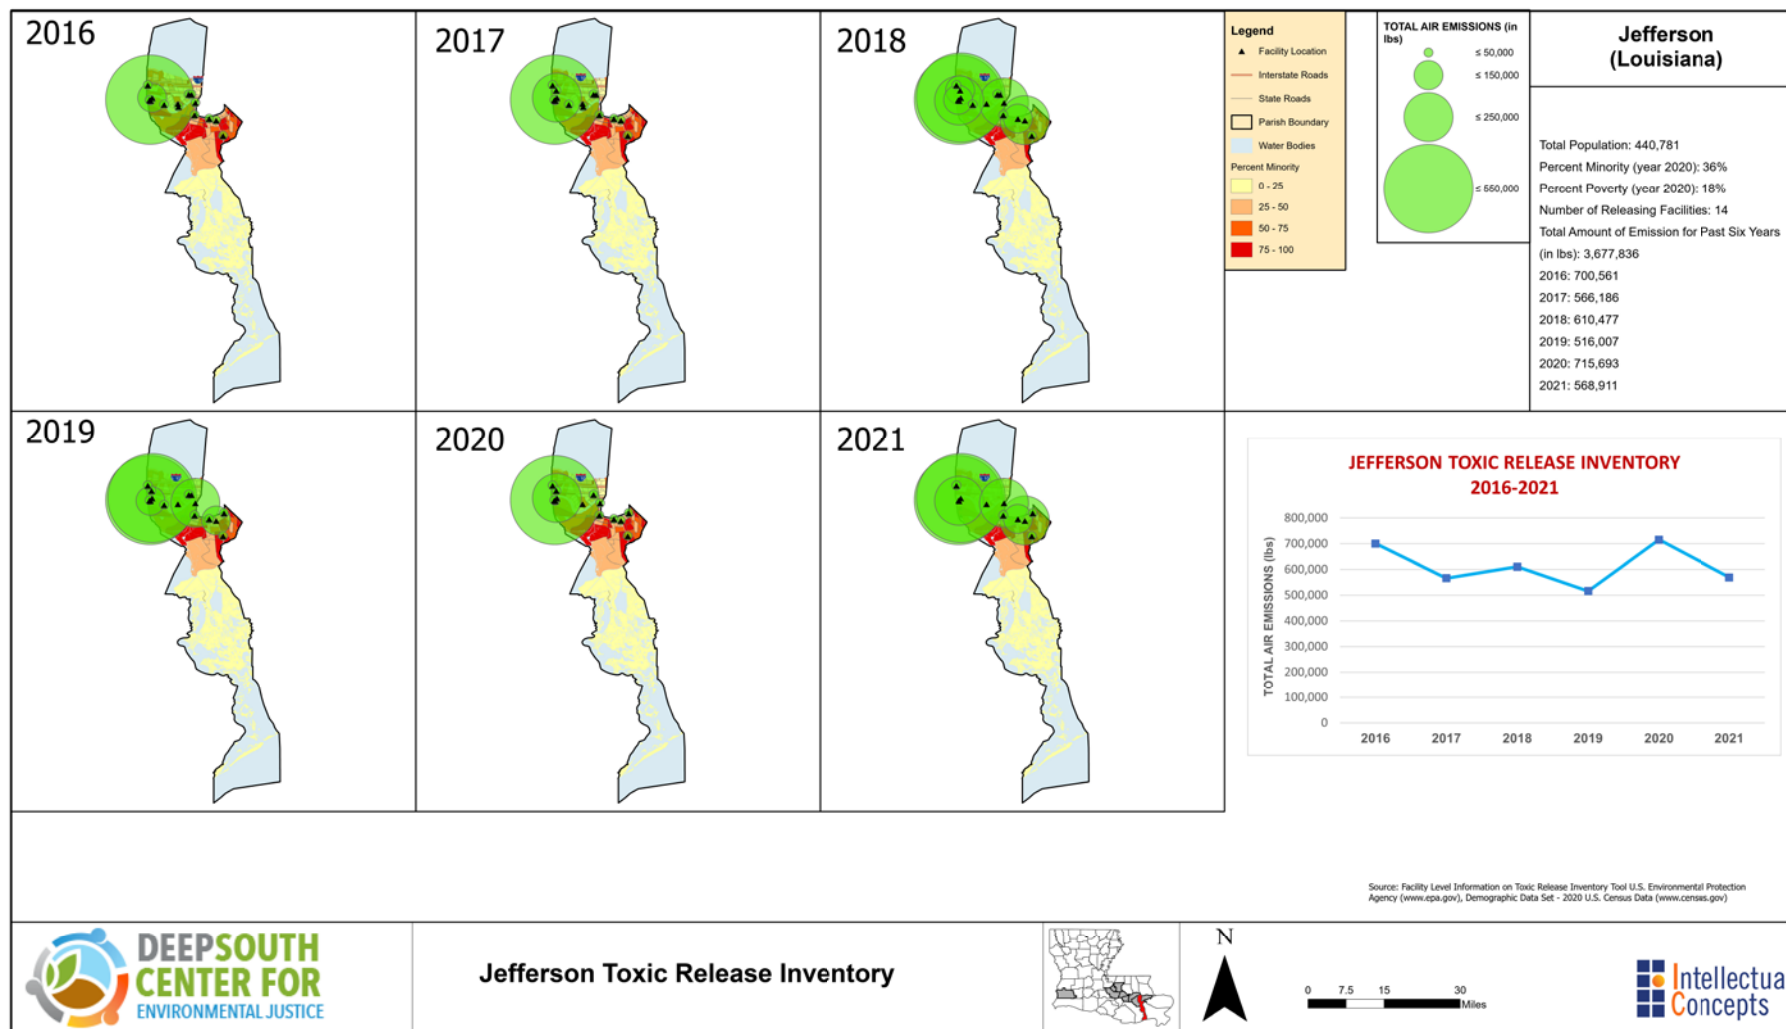 2016
2017
2018
Legend
Facility Location
Interstate Roads
State Roads
Parish Boundary
Water Bodies
Percent Minority
0 - 25
25 - 50
50 - 75
75 - 100
TOTAL AIR EMISSIONS (in
lbs)
≤ 50,000
≤ 150,000
≤ 250,000
≤ 550,000
Jefferson
(Louisiana)
Total Population: 440,781
Percent Minority (year 2020): 36%
Percent Poverty (year 2020): 18%
Number of Releasing Facilities: 14
Total Amount of Emission for Past Six Years
(in lbs): 3,677,836
2016: 700,561
2017: 566,186
2018: 610,477
2019: 516,007
2020: 715,693
2021: 568,911
2019
2020
2021
JEFFERSON TOXIC RELEASE INVENTORY
2016-2021
TOTAL AIR EMISSIONS (lbs)
800,000
700,000
600,000
500,000
400,000
300,000
200,000
100,000
0
2016 2017 2018 2019 2020 2021
Source: Facility Level Information on Toxic Release Inventory Tool U.S. Environmental Protection
Agency (www.epa.gov), Demographic Data Set - 2020 U.S. Census Data (www.census.gov)
DEEPSOUTH
CENTER FOR
ENVIRONMENTAL JUSTICE
Jefferson Toxic Release Inventory
N
0 7.5 15 30
Miles
Intellectua
Concepts